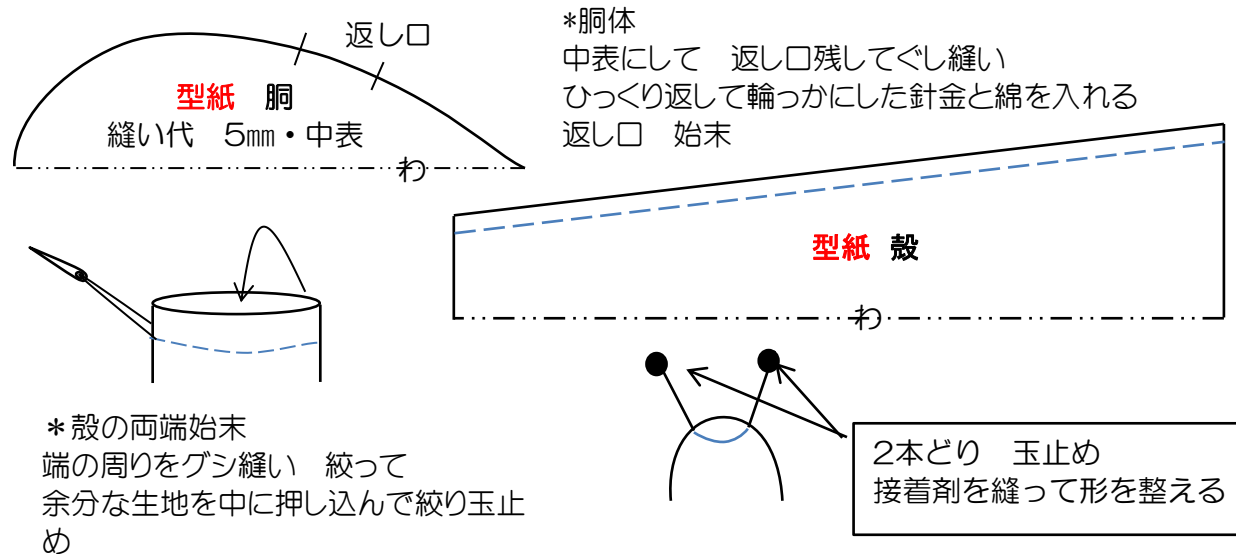 返し口
型紙 胴
縫い代 5㎜・中表
わ
*胴体
中表にして 返し口残してぐし縫い
ひっくり返して輪っかにした針金と綿を入れる
返し口 始末
型紙 殻
わ
＊殻の両端始末
端の周りをグシ縫い 絞って
余分な生地を中に押し込んで絞り玉止
め
2本どり 玉止め
接着剤を縫って形を整える